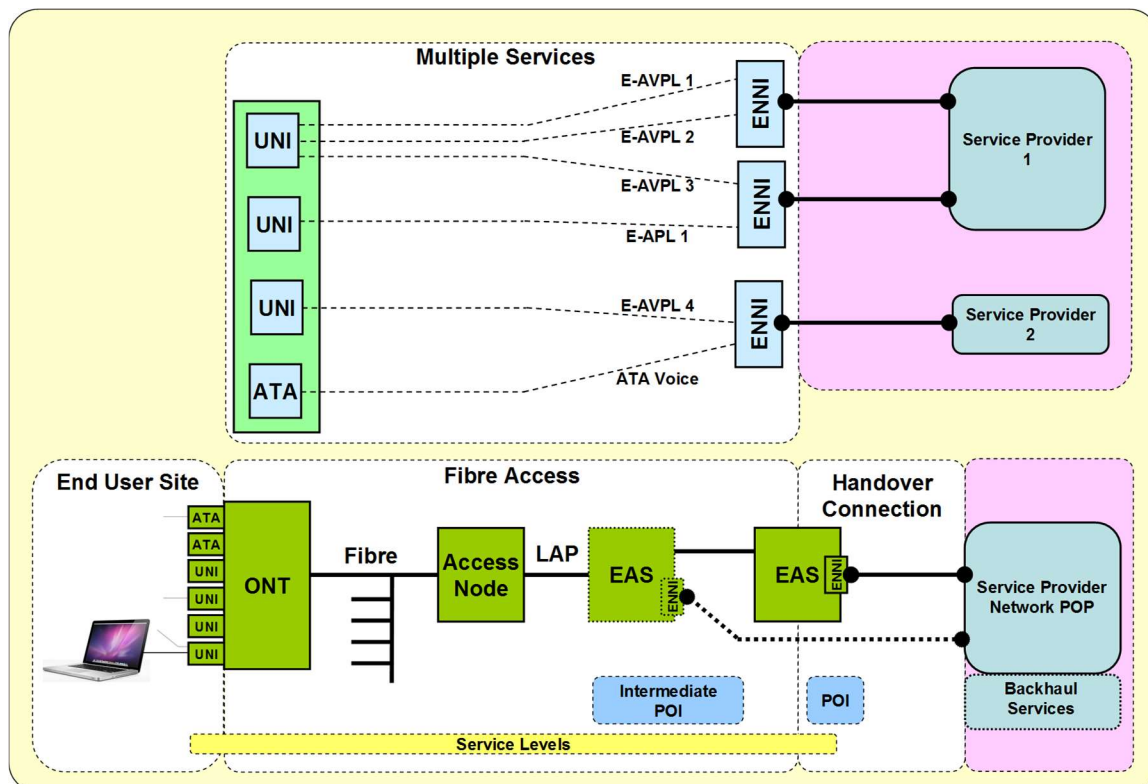 Multiple Services
E-AVPL 1
UNI
ENNI
E-AVPL 2
Service Provider
1
E-AVPL 3
ENNI
UNI
E-APL 1
UNI
E-AVPL 4
ENNI
Service Provider
2
ATA
ATA Voice
End User Site
Fibre Access
Handover
Connection
ATA
ATA
UNI
UNI
UNI
UNI
ONT
Fibre
Access
Node
LAP
EAS
ENNI
EAS
ENNI
Service Provider
Network POP
Intermediate
POI
POI
Backhaul
Services
Service Levels